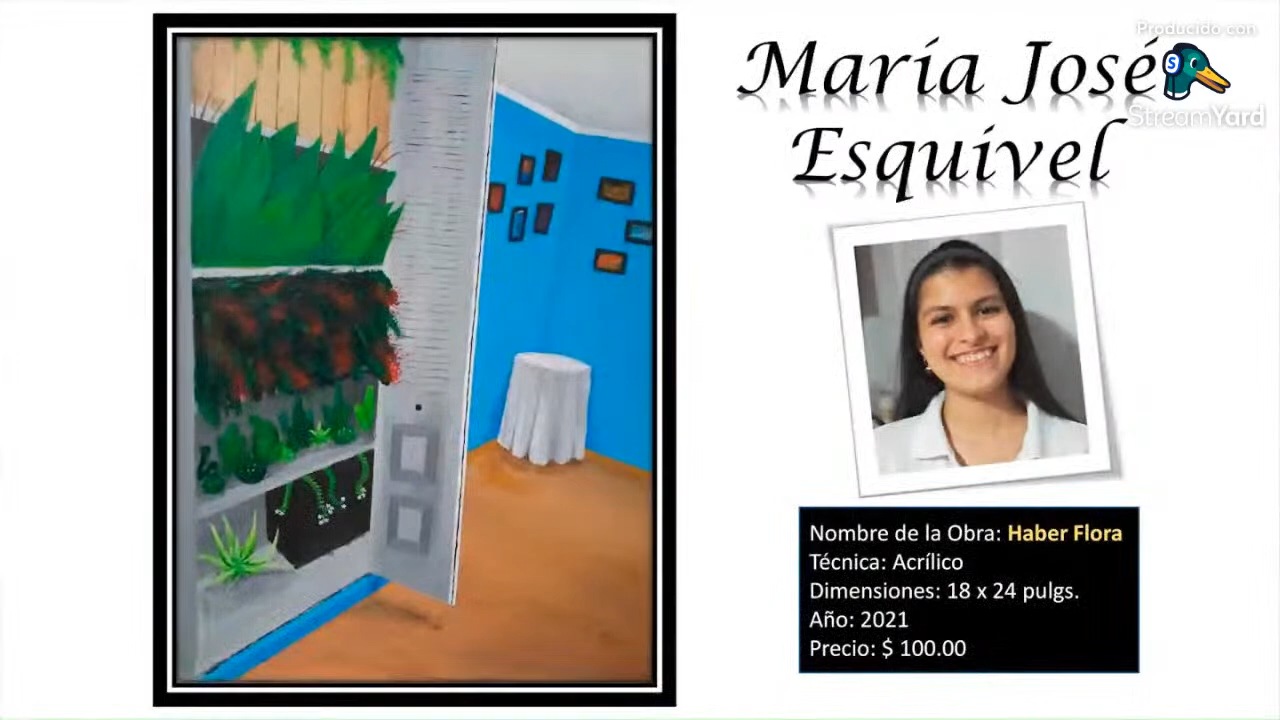 Producido con
StreamYard
María José
Esquivel
Nombre de la Obra: Haber Flora
Técnica: Acrílico
Dimensiones: 18 x 24 pulgs.
Año: 2021
Precio: $ 100.00